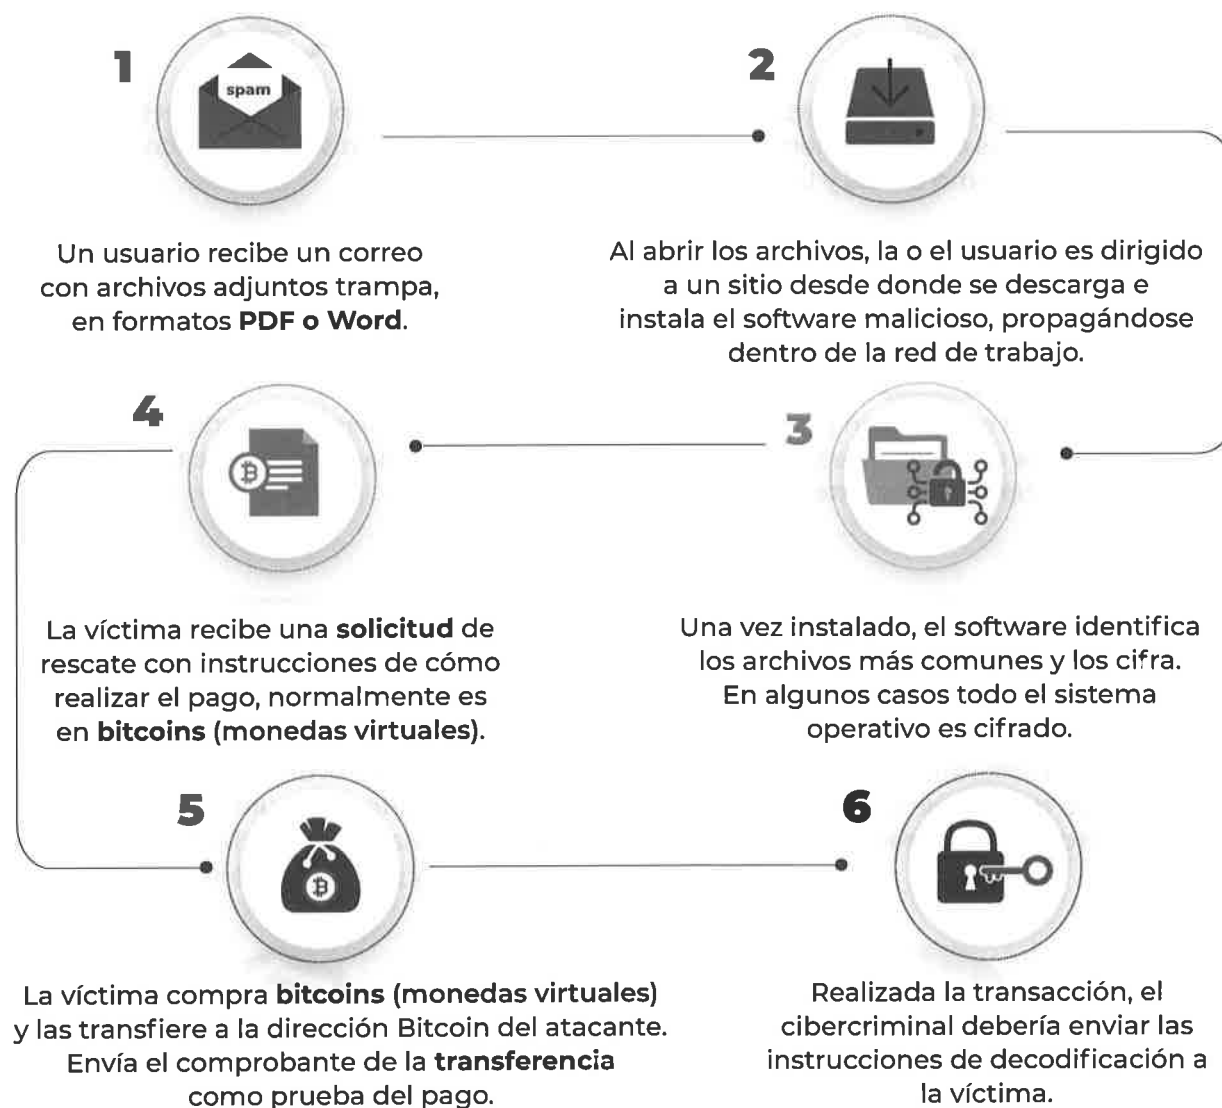 1
spam
Un usuario recibe un correo
con archivos adjuntos trampa,
en formatos PDF o Word.
2
Al abrir los archivos, la o el usuario es dirigido
a un sitio desde donde se descarga e
instala el software malicioso, propagándose
dentro de la red de trabajo.
3
Una vez instalado, el software identifica
los archivos más comunes y los cifra.
En algunos casos todo el sistema
operativo es cifrado.
4
La víctima recibe una solicitud de
rescate con instrucciones de cómo
realizar el pago, normalmente es
en bitcoins (monedas virtuales).
5
La víctima compra bitcoins (monedas virtuales)
y las transfiere a la dirección Bitcoin del atacante.
Envía el comprobante de la transferencia
como prueba del pago.
6
Realizada la transacción, el
cibercriminal debería enviar las
instrucciones de decodificación a
la víctima.